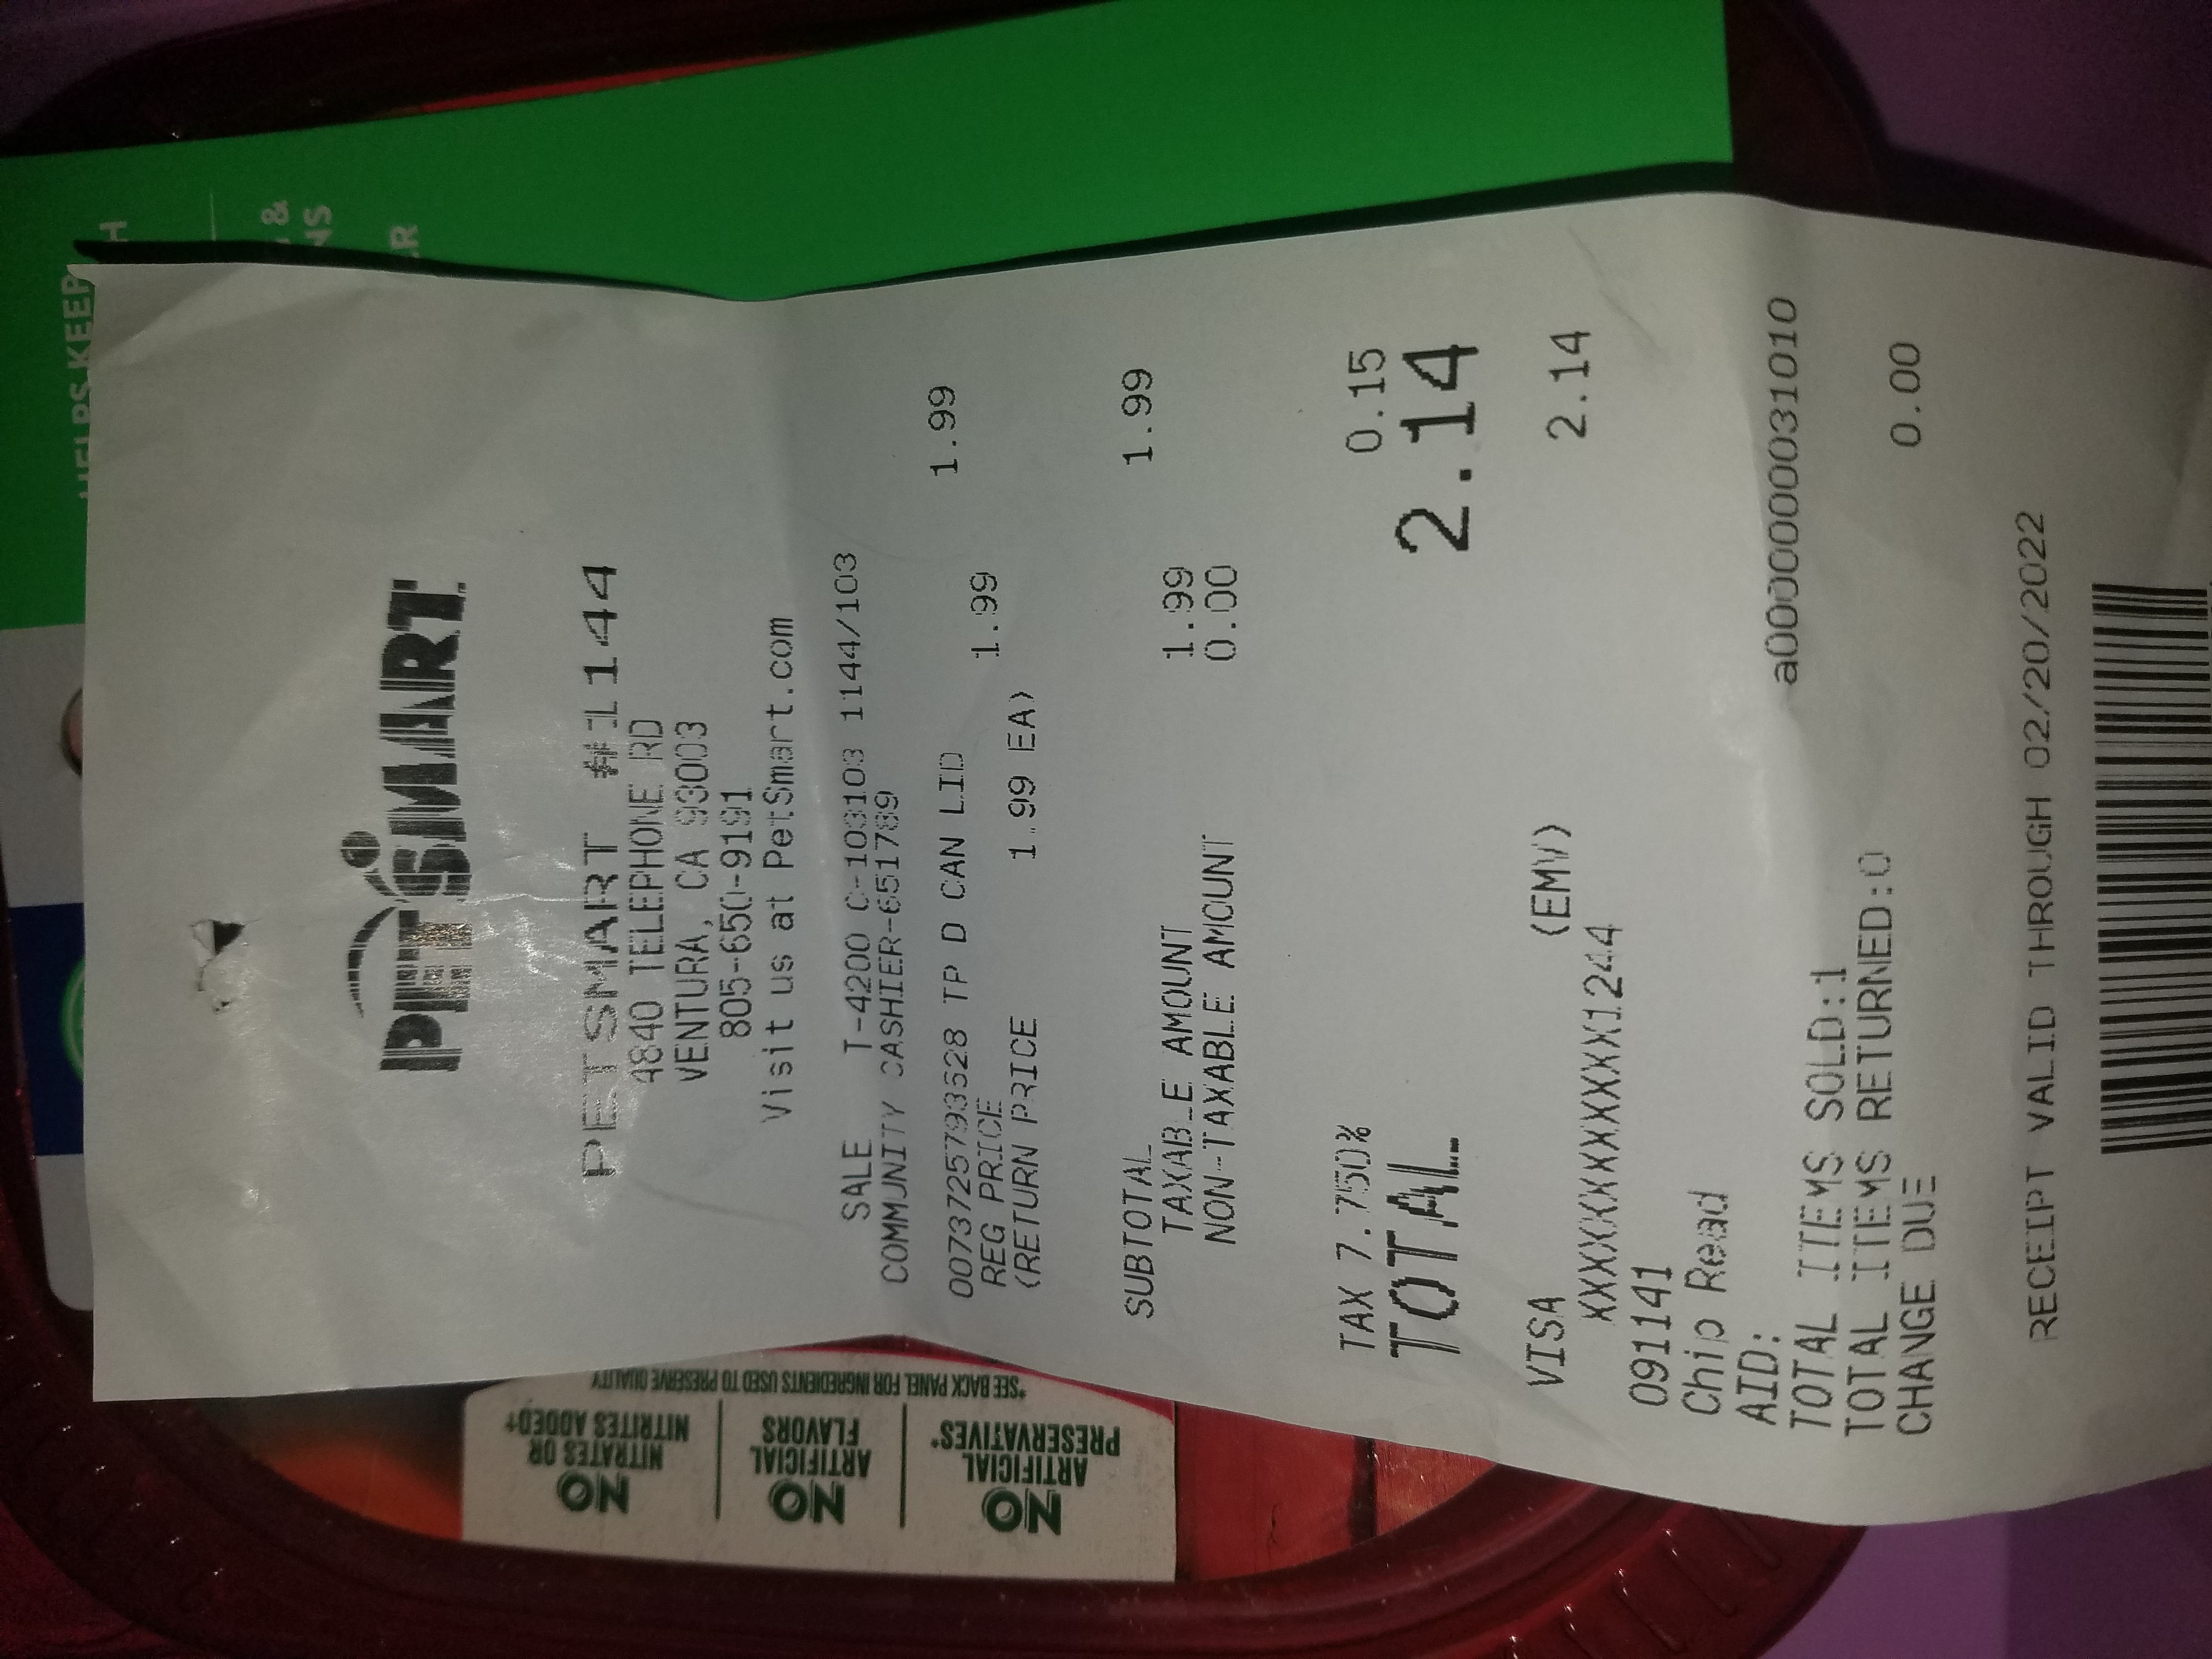 PETSMART
PETSMART #1144
4840 TELEPHONE RD
VENTURA, CA 93003
805-650-9191
Visit us at PetSmart.com
SALE T-4200 C-103103 1144/103
COMMUNITY CASHIER-651789
00737257793528 TP D CAN LID 1.99
REG PRICE 1.99
(RETURN PRICE 1.99 EA)
SUBTOTAL 1.99
TAXABLE AMOUNT 1.99
NON-TAXABLE AMOUNT 0.00
TAX 7.750% 0.15
TOTAL 2.14
VISA (EMV) 2.14
XXXXXXXXXXXX1244
091141
Chip Read
AID: a0000000031010
TOTAL ITEMS SOLD:1
TOTAL ITEMS RETURNED:0
CHANGE DUE 0.00
RECEIPT VALID THROUGH 02/20/2022
HELPS KEEP
H
&
NS
ER
NO
ARTIFICIAL
PRESERVATIVES*
NO
ARTIFICIAL
FLAVORS
NO
NITRATES OR
NITRITES ADDED†
*SEE BACK PANEL FOR INGREDIENTS USED TO PRESERVE QUALITY